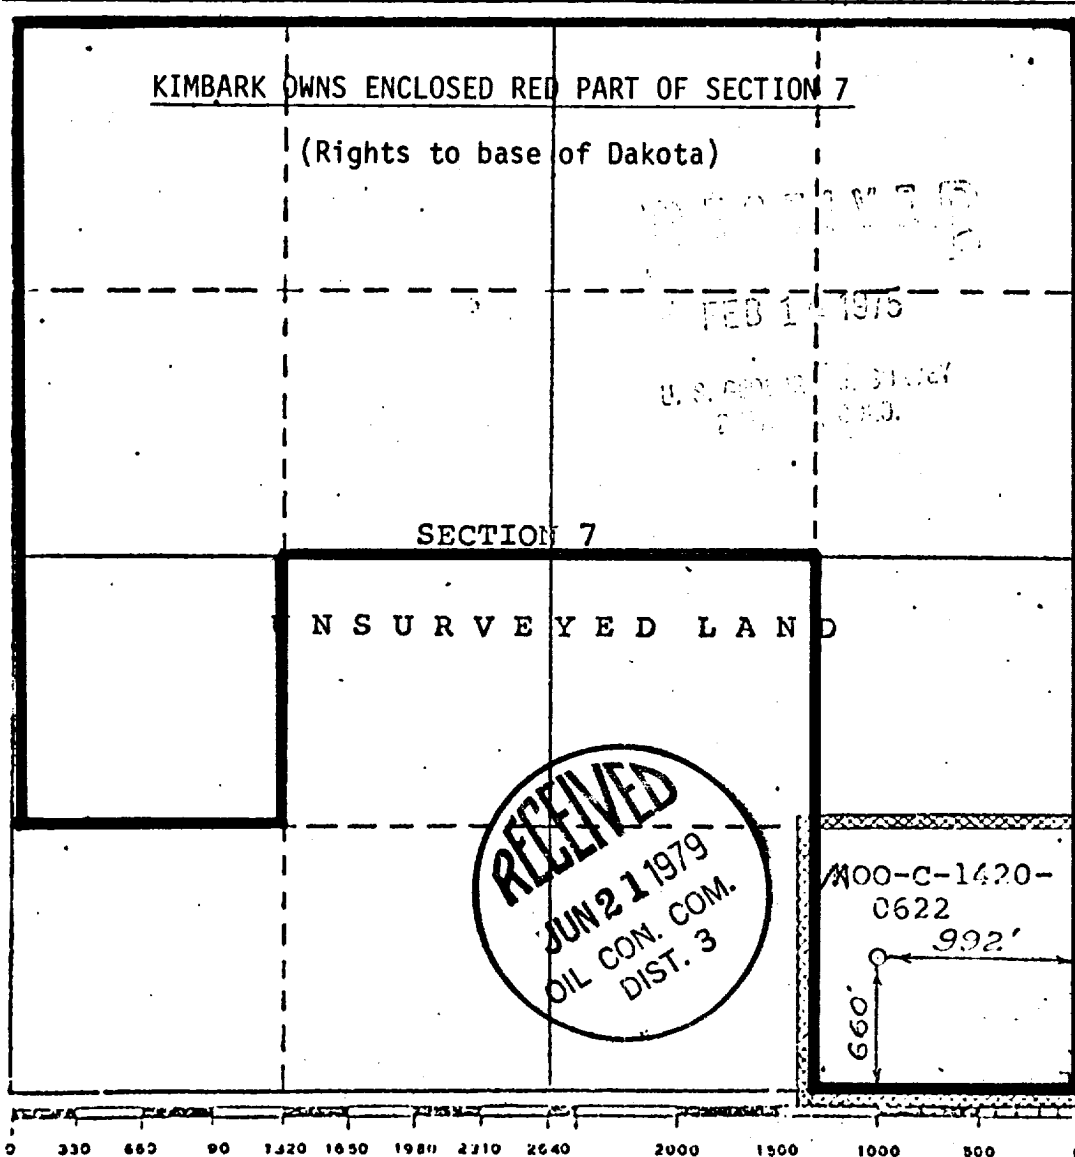 KIMBARK OWNS ENCLOSED RED PART OF SECTION 7
(Rights to base of Dakota)
FEB 1 1975
U. S.
SECTION 7
UNSURVEYED LAND
RECEIVED
JUN 21 1979
OIL CON. COM.
DIST. 3
MOO-C-1420-
0622
992'
660'
0 330 660 90 1320 1650 1980 2310 2640 2000 1500 1000 500